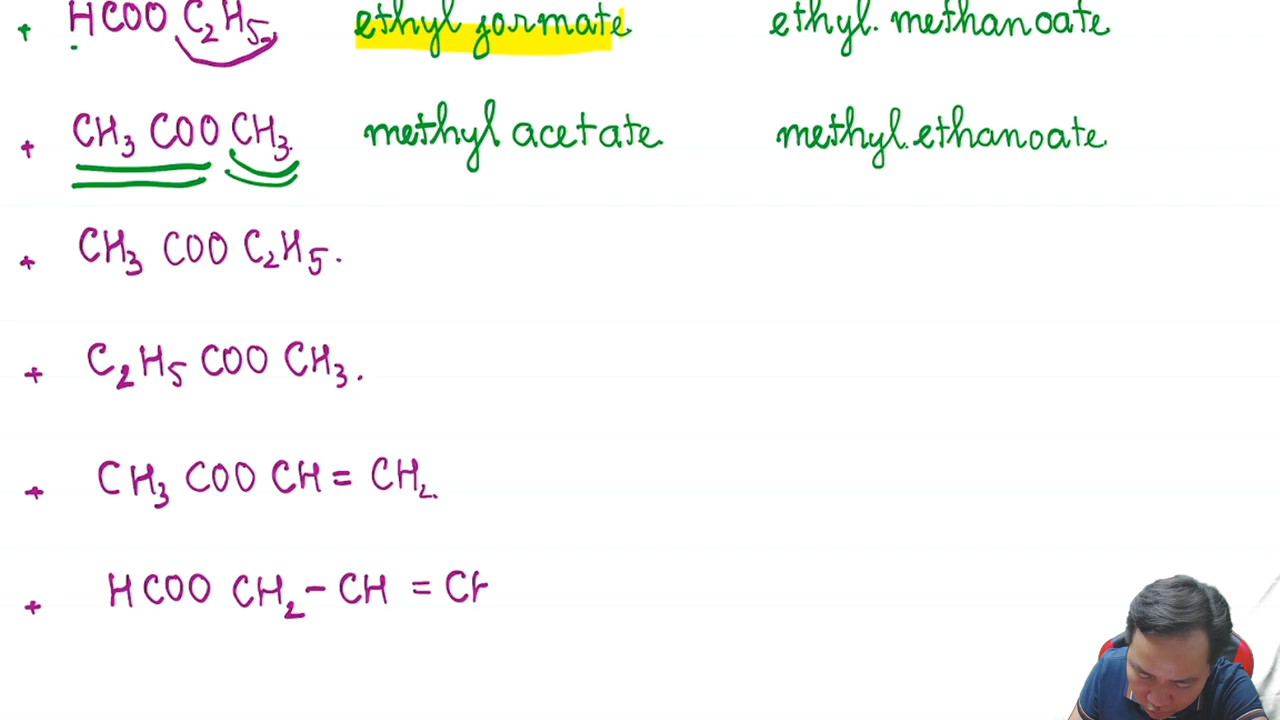 + HCOO C₂H₅ ethyl formate ethyl. methanoate
+ CH₃ COO CH₃. methyl acetate methyl. ethanoate
+ CH₃ COO C₂H₅.
+ C₂H₅ COO CH₃.
+ CH₃ COO CH = CH₂.
+ HCOO CH₂ – CH = CH